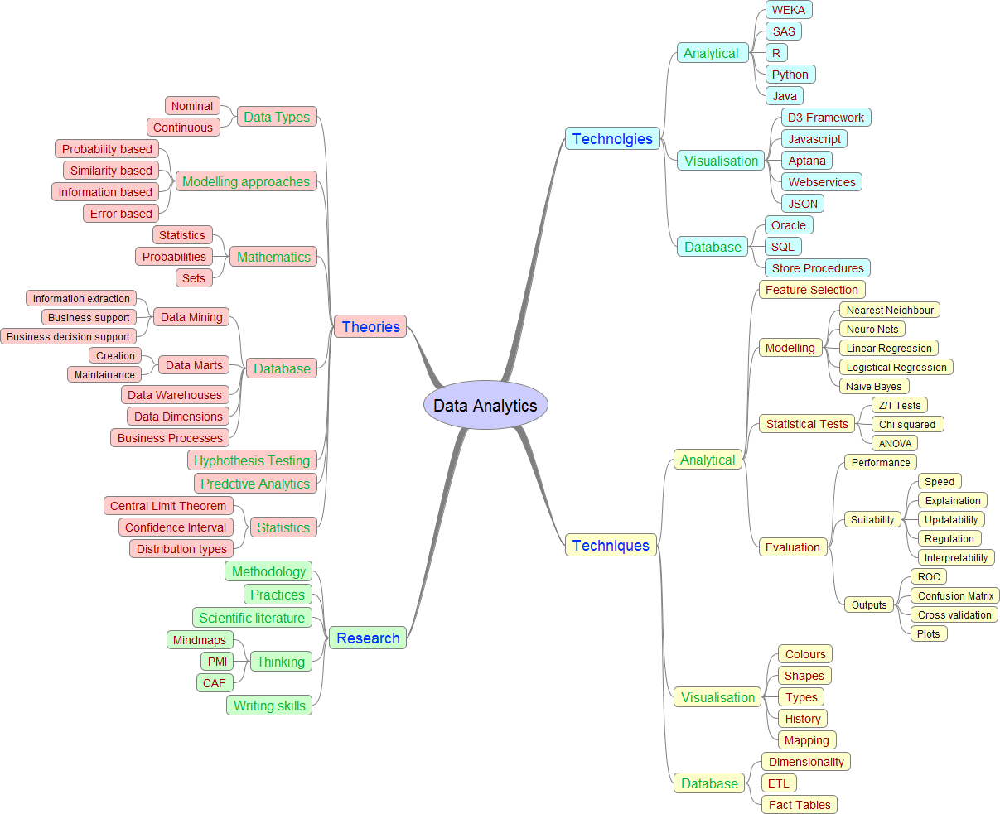 Data Analytics
Technolgies
Analytical
WEKA
SAS
R
Python
Java
Visualisation
D3 Framework
Javascript
Aptana
Webservices
JSON
Database
Oracle
SQL
Store Procedures
Techniques
Analytical
Feature Selection
Modelling
Nearest Neighbour
Neuro Nets
Linear Regression
Logistical Regression
Naive Bayes
Statistical Tests
Z/T Tests
Chi squared
ANOVA
Evaluation
Performance
Suitability
Speed
Explaination
Updatability
Regulation
Interpretability
Outputs
ROC
Confusion Matrix
Cross validation
Plots
Visualisation
Colours
Shapes
Types
History
Mapping
Database
Dimensionality
ETL
Fact Tables
Theories
Data Types
Nominal
Continuous
Modelling approaches
Probability based
Similarity based
Information based
Error based
Mathematics
Statistics
Probabilities
Sets
Database
Data Mining
Information extraction
Business support
Business decision support
Data Marts
Creation
Maintainance
Data Warehouses
Data Dimensions
Business Processes
Hyphothesis Testing
Predctive Analytics
Statistics
Central Limit Theorem
Confidence Interval
Distribution types
Research
Methodology
Practices
Scientific literature
Thinking
Mindmaps
PMI
CAF
Writing skills